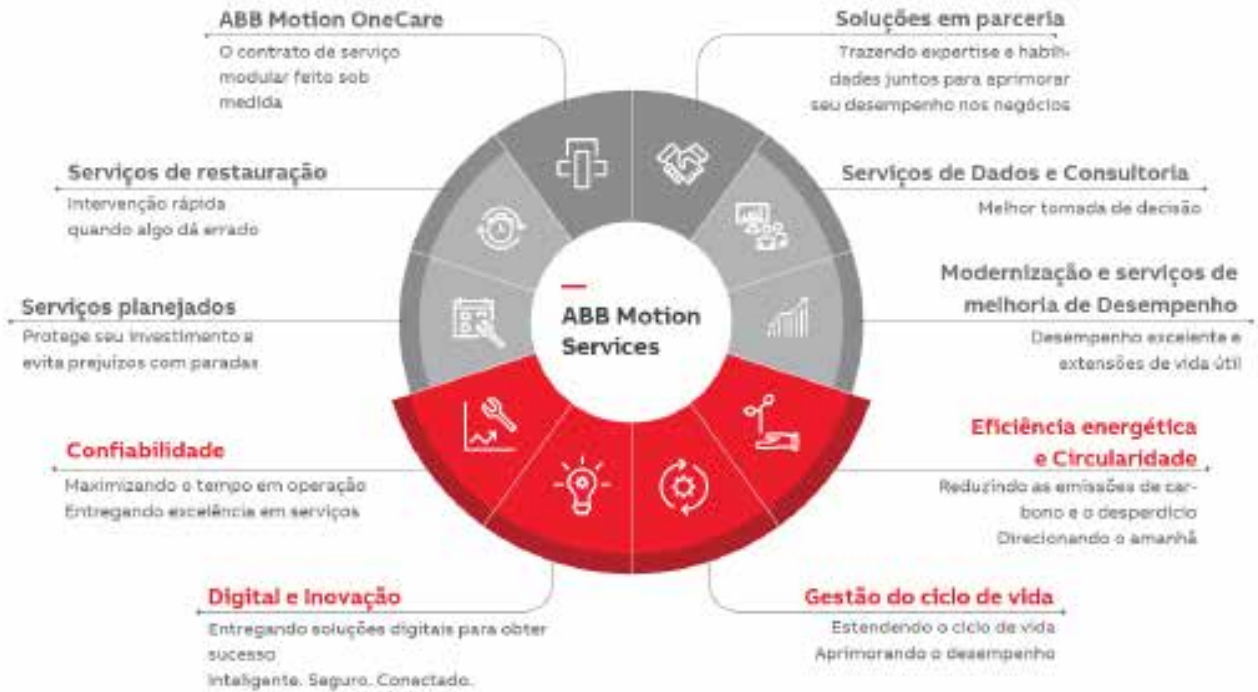 ABB Motion OneCare
O contrato de serviço
modular feito sob
medida
Soluções em parceria
Trazendo expertise e habili-
dades juntos para aprimorar
seu desempenho nos negócios
Serviços de restauração
Intervenção rápida
quando algo dá errado
Serviços de Dados e Consultoria
Melhor tomada de decisão
Serviços planejados
Protege seu investimento e
evita prejuízos com paradas
ABB Motion
Services
Modernização e serviços de
melhoria de Desempenho
Desempenho excelente e
extensões de vida útil
Confiabilidade
Maximizando o tempo em operação
Entregando excelência em serviços
Eficiência energética
e Circularidade
Reduzindo as emissões de car-
bono e o desperdício
Direcionando o amanhã
Digital e Inovação
Entregando soluções digitais para obter
sucesso
Inteligente. Seguro. Conectado.
Gestão do ciclo de vida
Estendendo o ciclo de vida
Aprimorando o desempenho